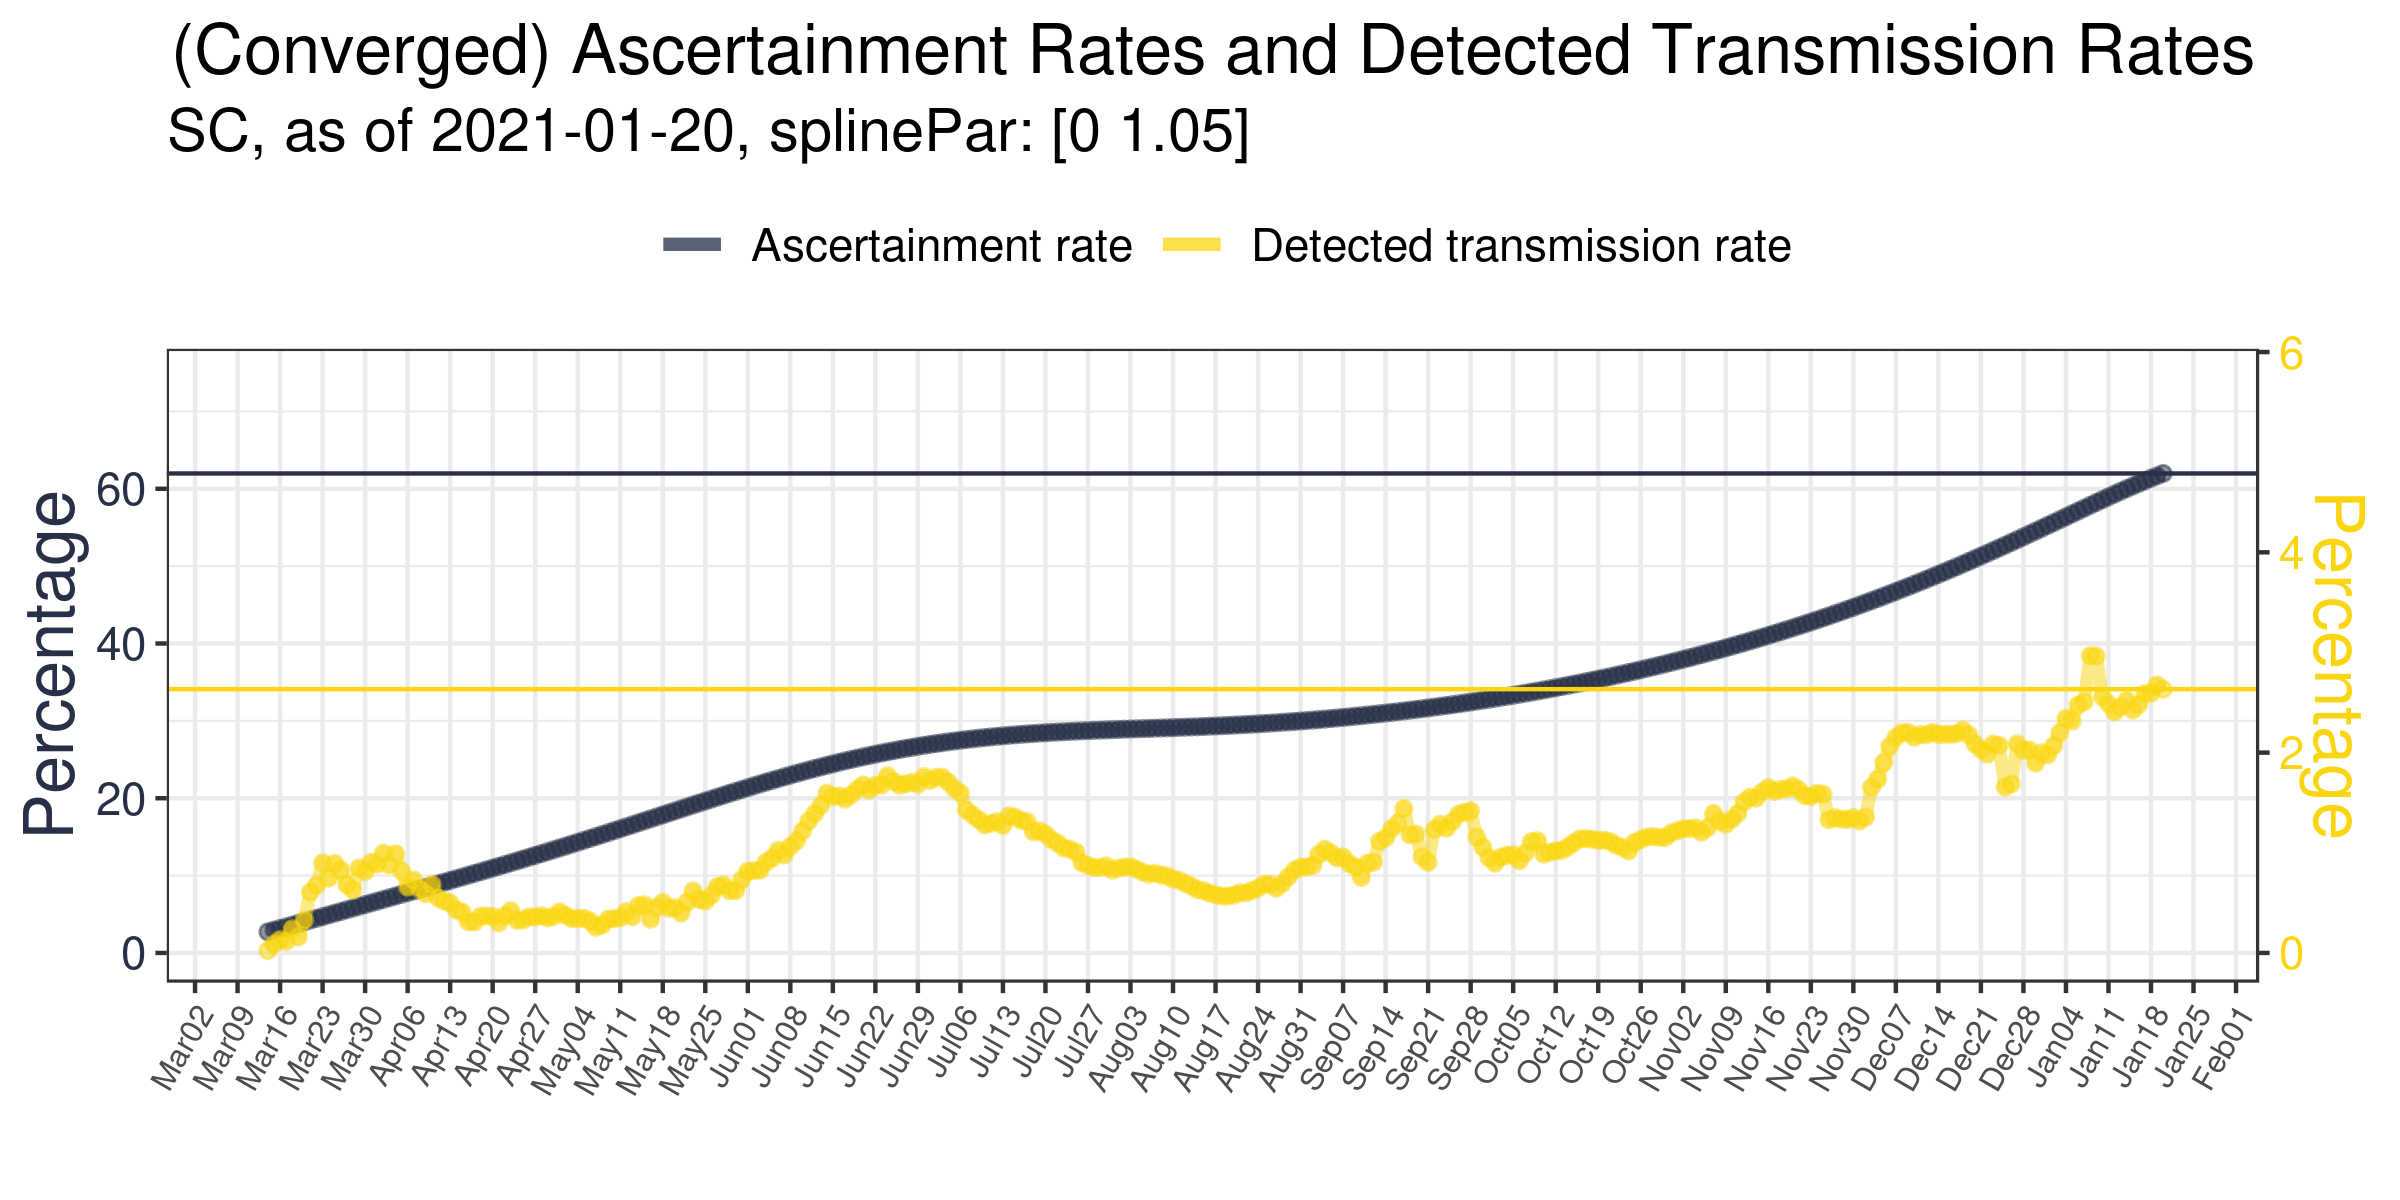 (Converged) Ascertainment Rates and Detected Transmission Rates
SC, as of 2021-01-20, splinePar: [0 1.05]
Ascertainment rate Detected transmission rate
Percentage
60
40
20
0
6
4
2
0
Percentage
Mar02 Mar09 Mar16 Mar23 Mar30 Apr06 Apr13 Apr20 Apr27 May04 May11 May18 May25 Jun01 Jun08 Jun15 Jun22 Jun29 Jul06 Jul13 Jul20 Jul27 Aug03 Aug10 Aug17 Aug24 Aug31 Sep07 Sep14 Sep21 Sep28 Oct05 Oct12 Oct19 Oct26 Nov02 Nov09 Nov16 Nov23 Nov30 Dec07 Dec14 Dec21 Dec28 Jan04 Jan11 Jan18 Jan25 Feb01